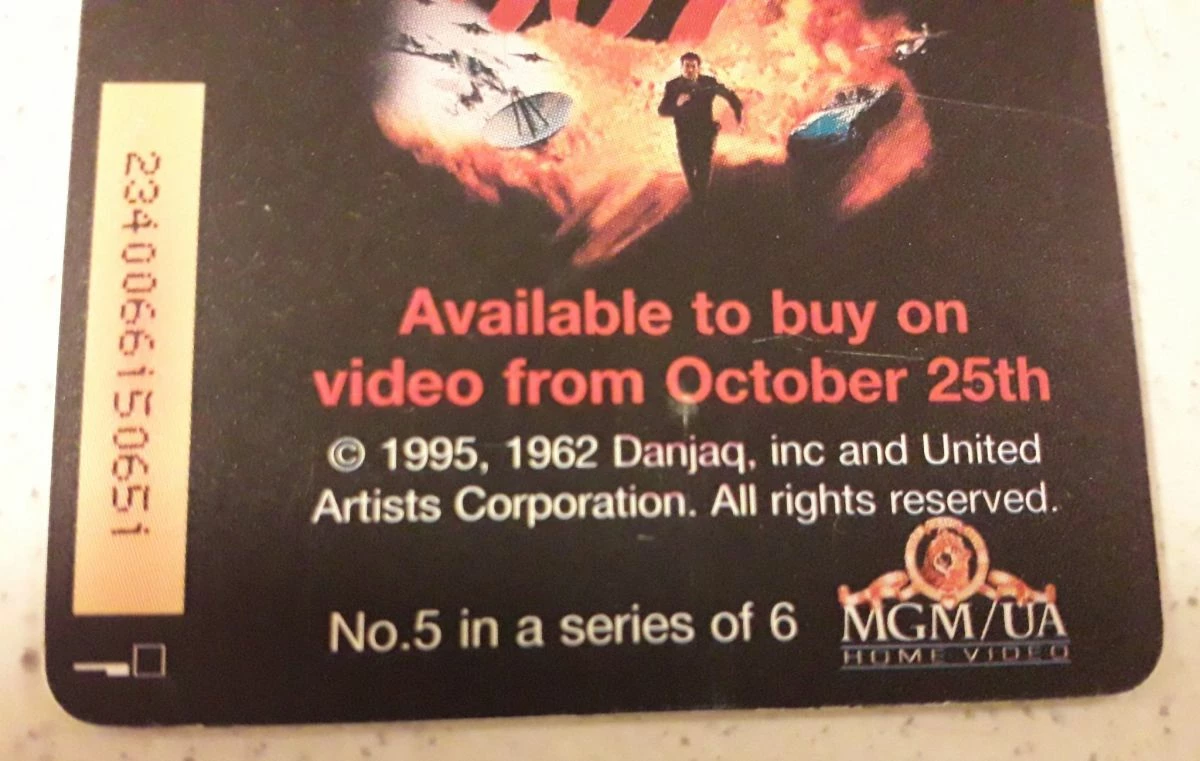 007
Available to buy on
video from October 25th
© 1995, 1962 Danjaq, inc and United
Artists Corporation. All rights reserved.
No.5 in a series of 6
MGM/UA
HOME VIDEO
2340066150651